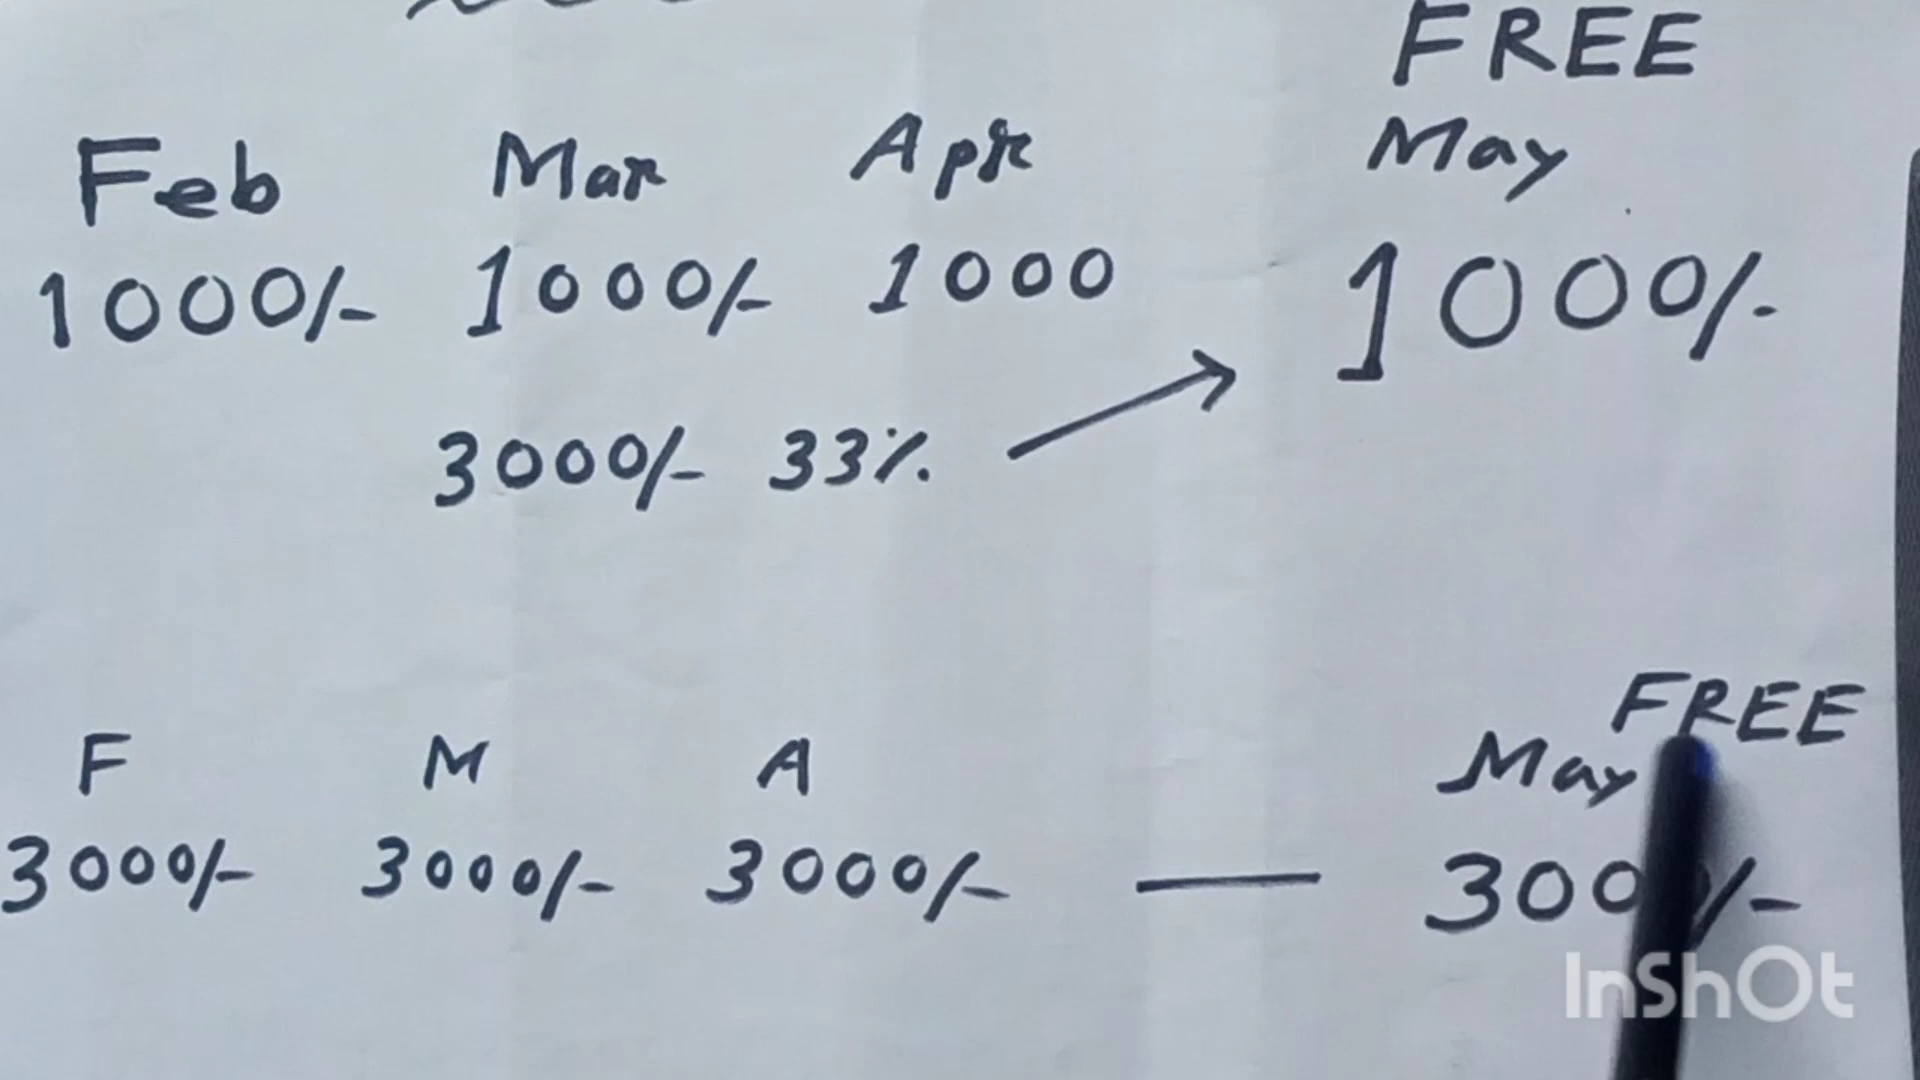 FREE
Feb Mar Apr May
1000/- 1000/- 1000 1000/-
3000/- 33%
FREE
F M A May
3000/- 3000/- 3000/- 300 /-
InShOt